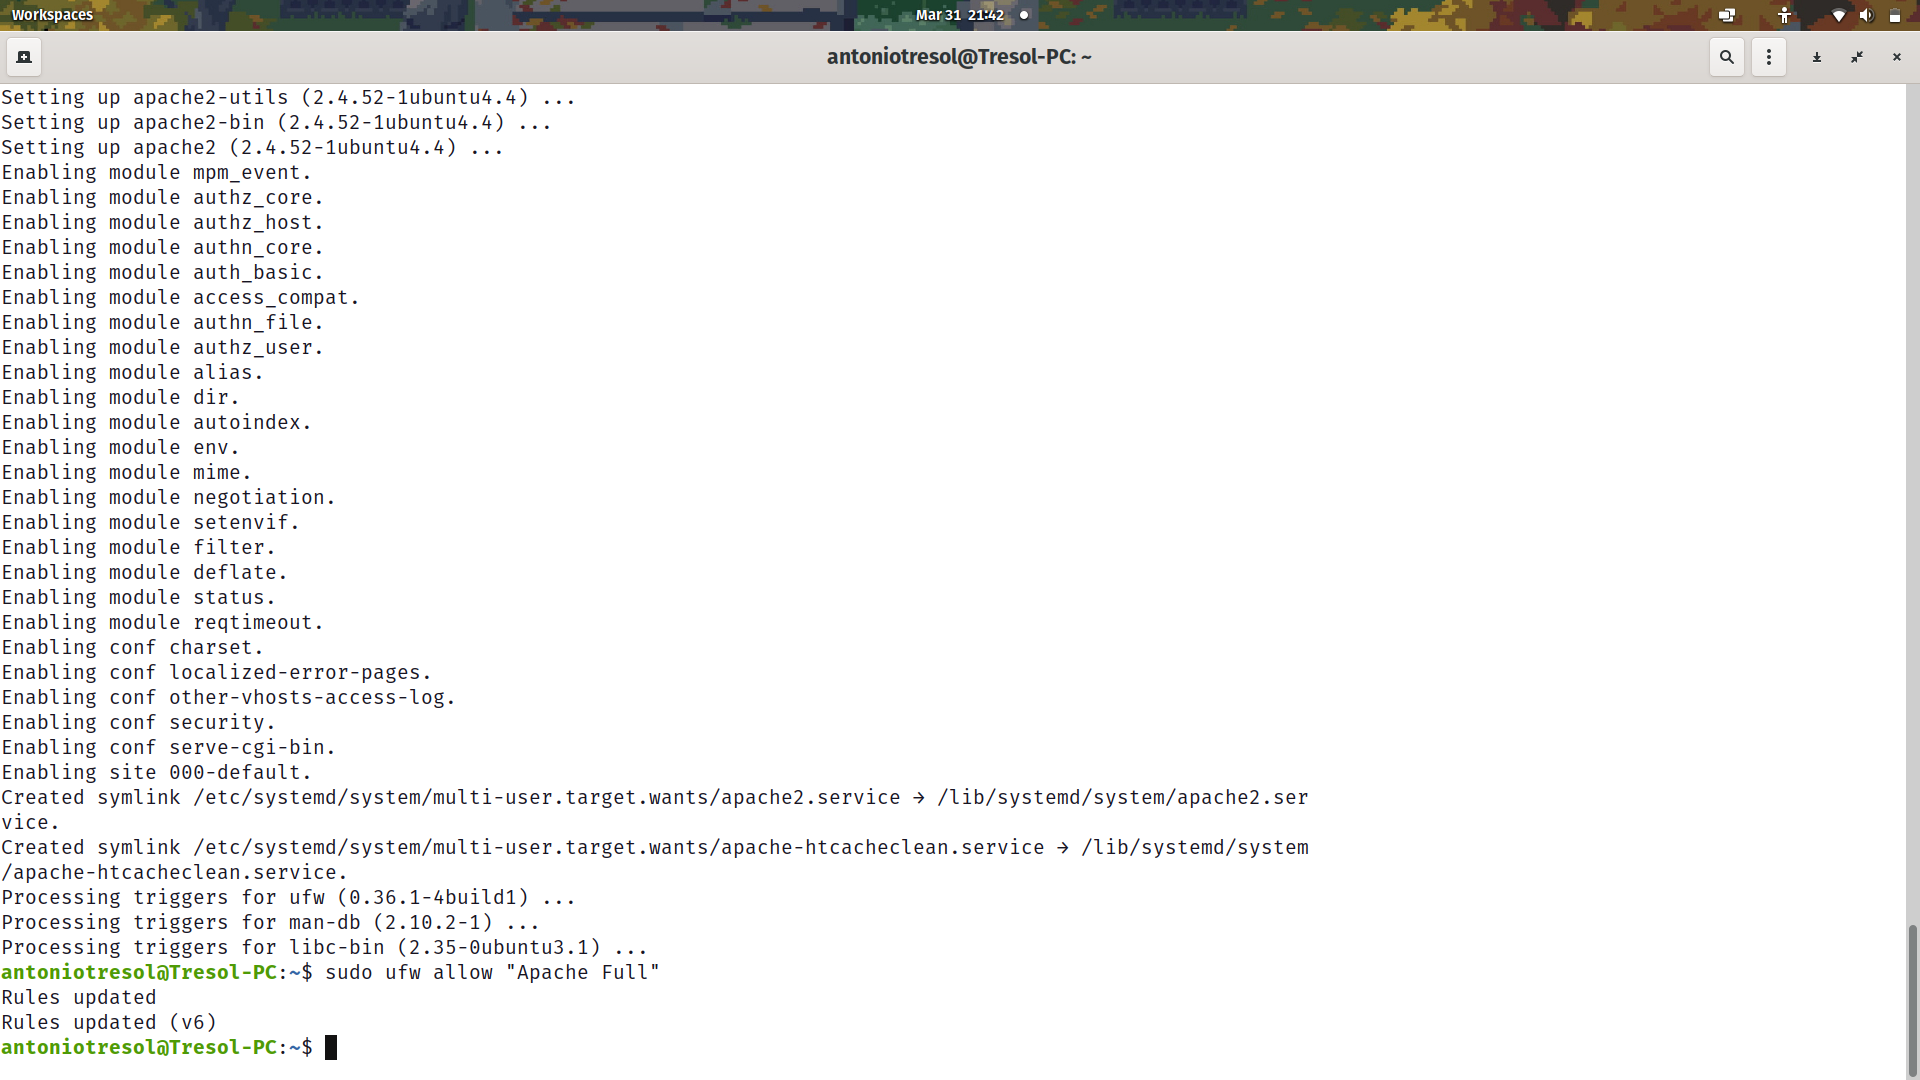 Workspaces
Mar 31 21:42
antoniotresol@Tresol-PC: ~
Setting up apache2-utils (2.4.52-1ubuntu4.4) ...
Setting up apache2-bin (2.4.52-1ubuntu4.4) ...
Setting up apache2 (2.4.52-1ubuntu4.4) ...
Enabling module mpm_event.
Enabling module authz_core.
Enabling module authz_host.
Enabling module authn_core.
Enabling module auth_basic.
Enabling module access_compat.
Enabling module authn_file.
Enabling module authz_user.
Enabling module alias.
Enabling module dir.
Enabling module autoindex.
Enabling module env.
Enabling module mime.
Enabling module negotiation.
Enabling module setenvif.
Enabling module filter.
Enabling module deflate.
Enabling module status.
Enabling module reqtimeout.
Enabling conf charset.
Enabling conf localized-error-pages.
Enabling conf other-vhosts-access-log.
Enabling conf security.
Enabling conf serve-cgi-bin.
Enabling site 000-default.
Created symlink /etc/systemd/system/multi-user.target.wants/apache2.service → /lib/systemd/system/apache2.ser
vice.
Created symlink /etc/systemd/system/multi-user.target.wants/apache-htcacheclean.service → /lib/systemd/system
/apache-htcacheclean.service.
Processing triggers for ufw (0.36.1-4build1) ...
Processing triggers for man-db (2.10.2-1) ...
Processing triggers for libc-bin (2.35-0ubuntu3.1) ...
antoniotresol@Tresol-PC:~$ sudo ufw allow "Apache Full"
Rules updated
Rules updated (v6)
antoniotresol@Tresol-PC:~$